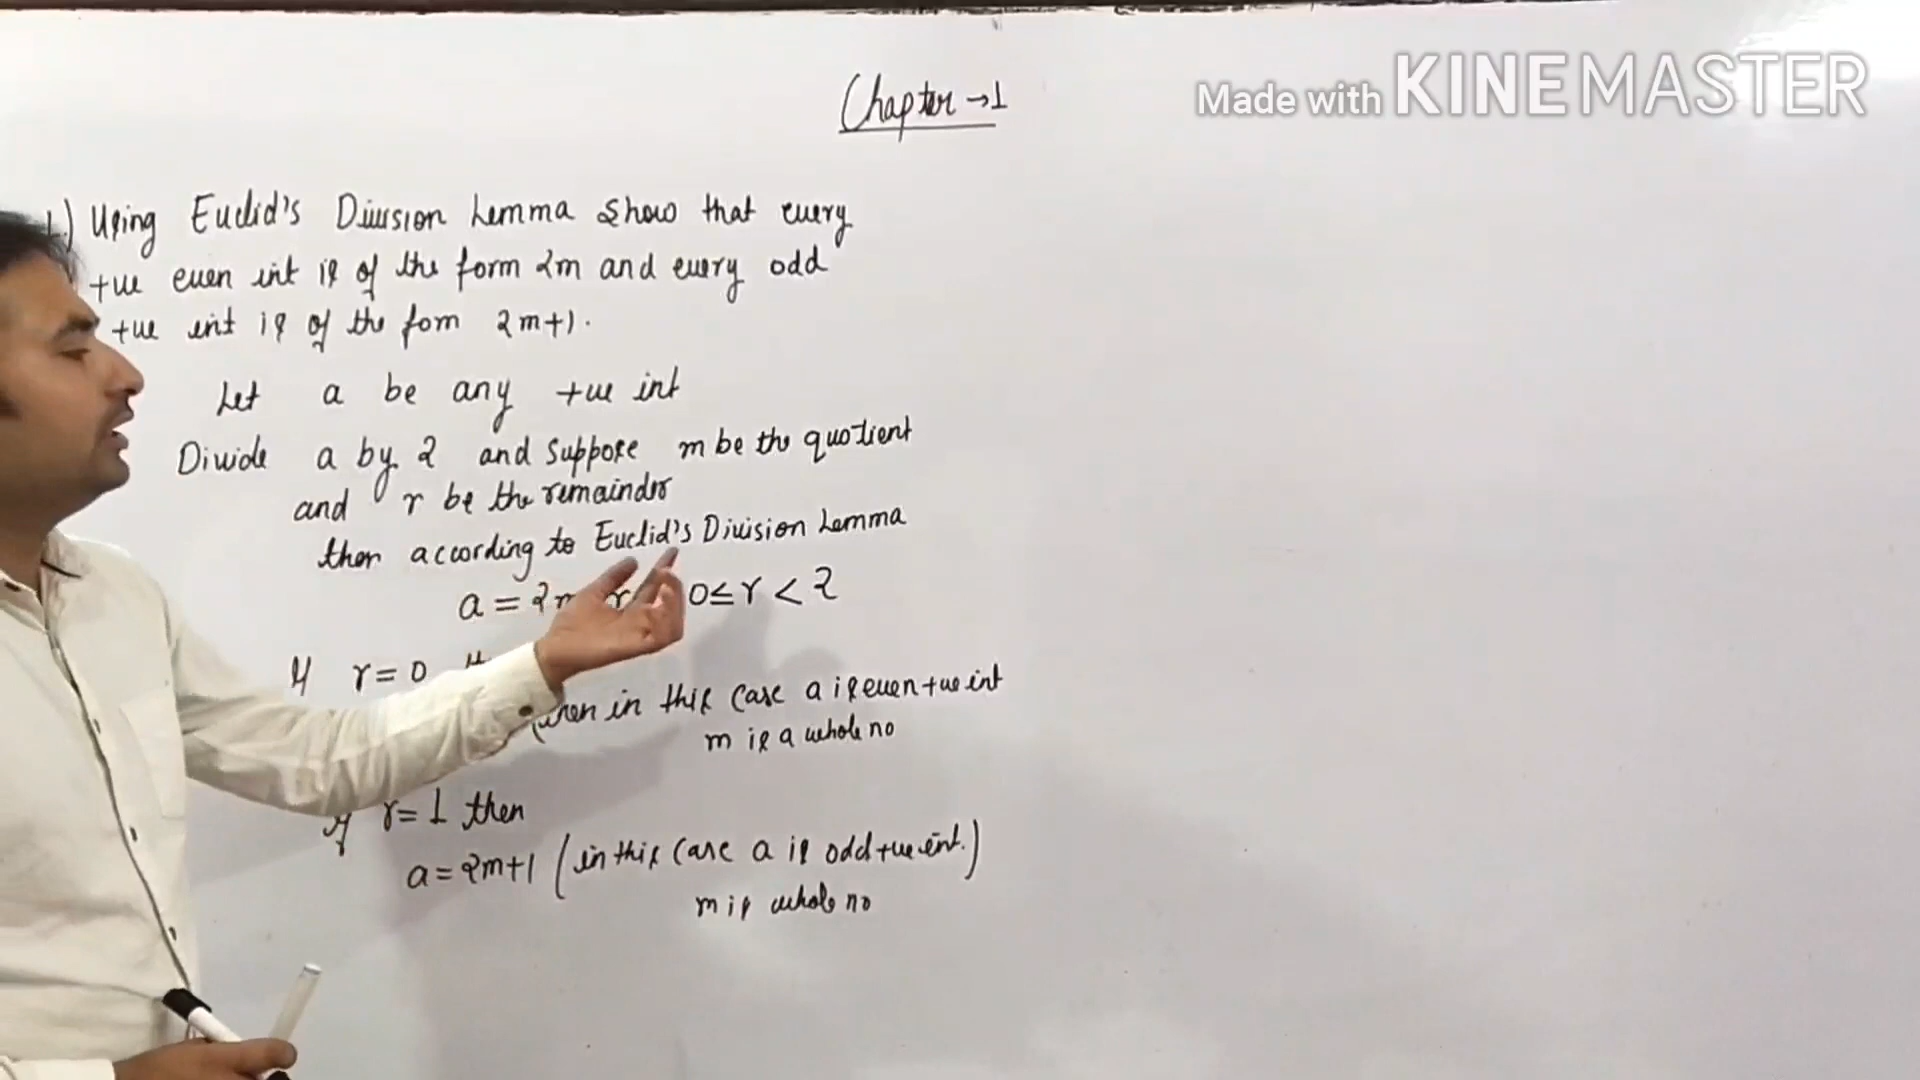 Chapter → 1
Made with KINEMASTER
1.) Using Euclid's Division Lemma show that every
+ve even int is of the form 2m and every odd
+ve int is of the fom 2m+1.
Let a be any +ve int
Divide a by 2 and suppose m be the quotient
and r be the remainder
then according to Euclid's Division Lemma
a = 2m r 0 ≤ r < 2
If r = 0
then in this case a is even +ve int
m is a whole no
If r = 1 then
a = 2m+1 (in this case a is odd +ve int.)
m is whole no